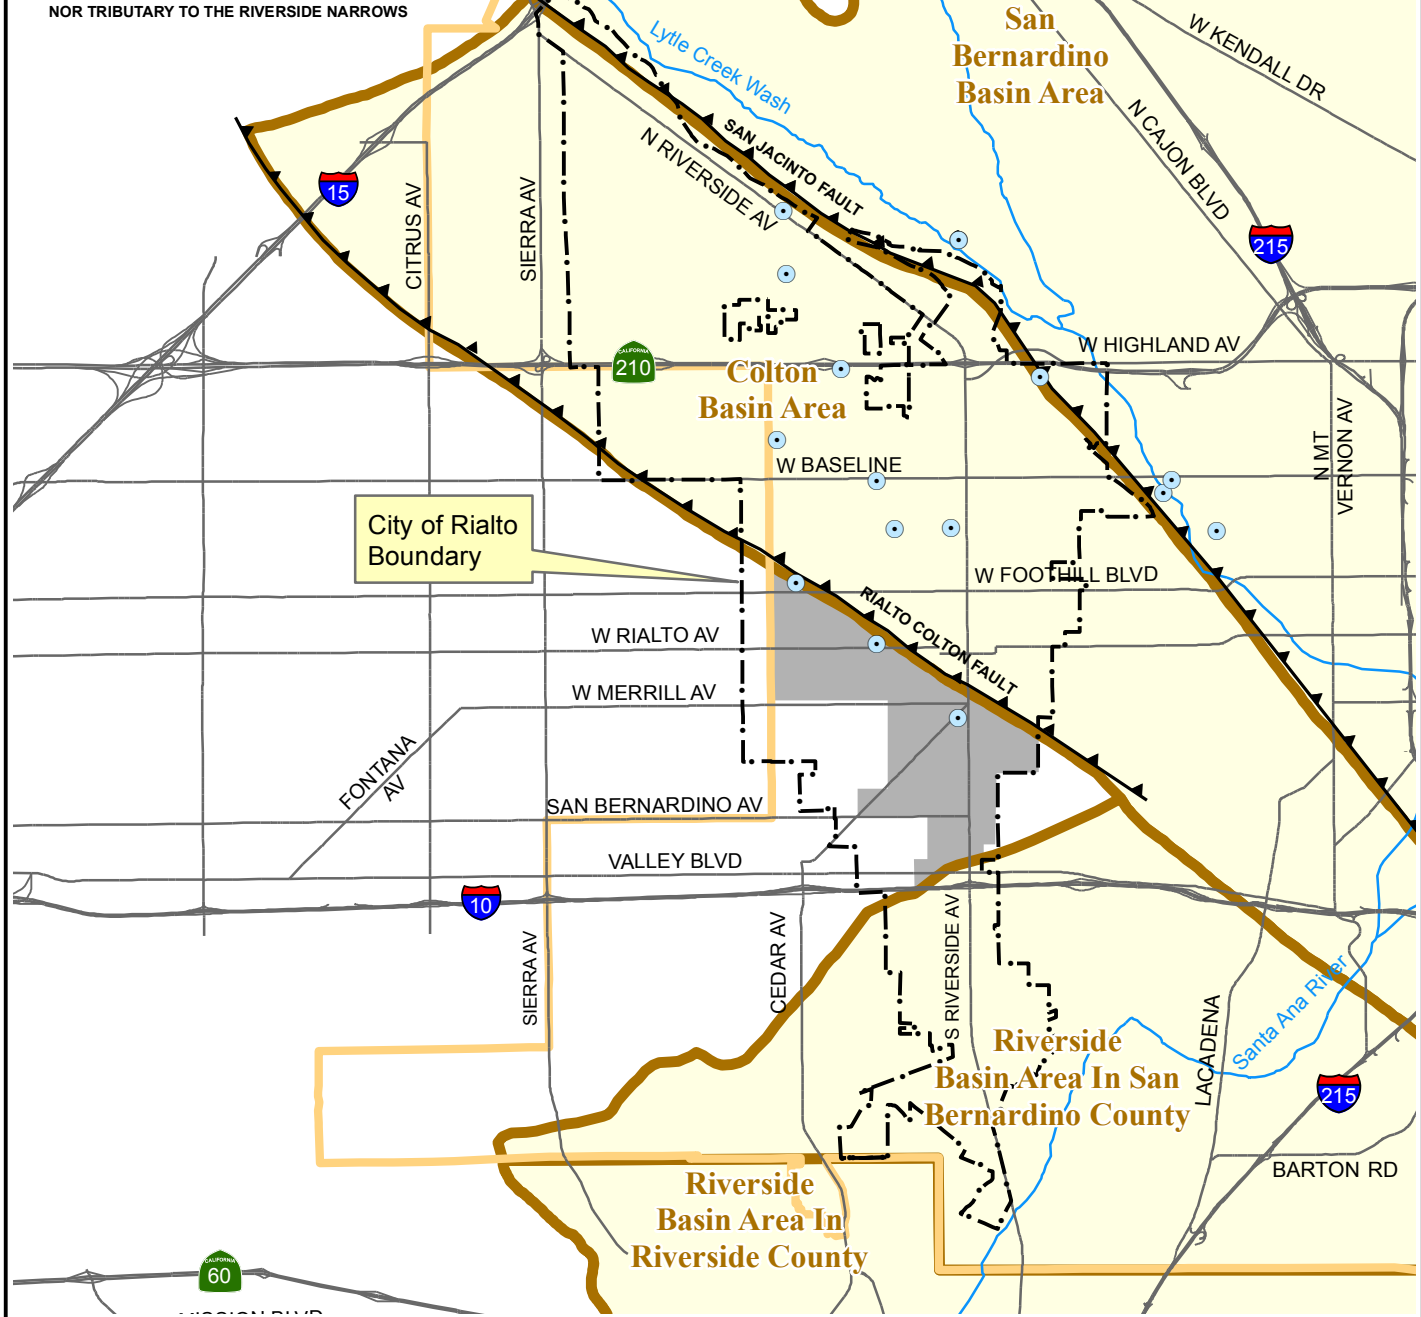 NOR TRIBUTARY TO THE RIVERSIDE NARROWS
San
Bernardino
Basin Area
W KENDALL DR
Lytle Creek Wash
N CAJON BLVD
SAN JACINTO FAULT
N RIVERSIDE AV
15
CITRUS AV
SIERRA AV
215
W HIGHLAND AV
CALIFORNIA
210
Colton
Basin Area
N MT
VERNON AV
W BASELINE
City of Rialto
Boundary
W FOOTHILL BLVD
RIALTO COLTON FAULT
W RIALTO AV
W MERRILL AV
FONTANA
AV
SAN BERNARDINO AV
VALLEY BLVD
10
SIERRA AV
CEDAR AV
S RIVERSIDE AV
LACADENA
Santa Ana River
Riverside
Basin Area In San
Bernardino County
215
BARTON RD
Riverside
Basin Area In
Riverside County
CALIFORNIA
60
MISSION BLVD